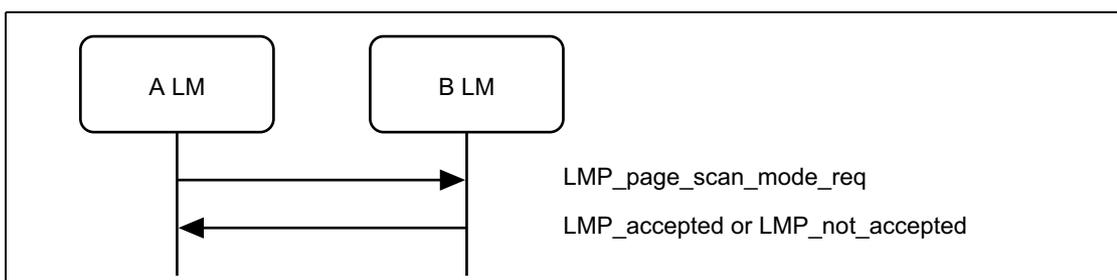 A LM
B LM
LMP_page_scan_mode_req
LMP_accepted or LMP_not_accepted